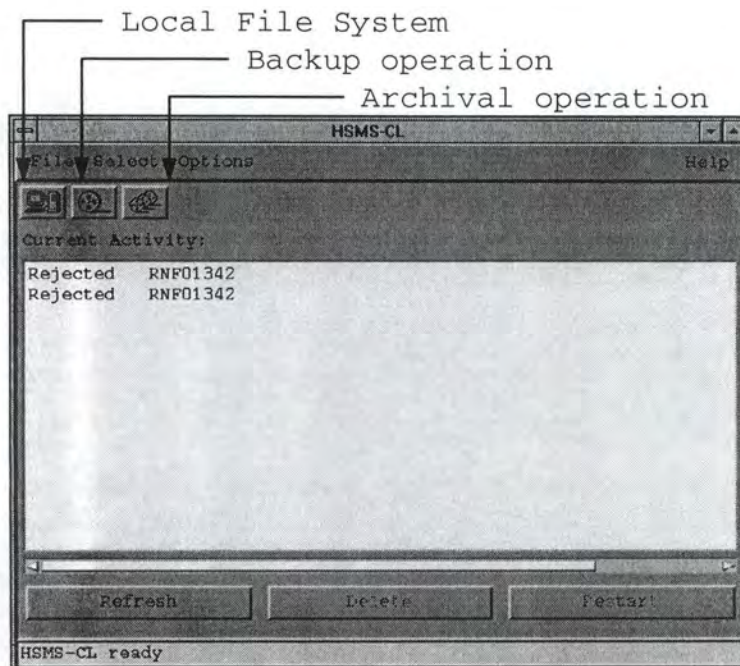 Local File System
Backup operation
Archival operation
HSMS-CL
File Select Options Help
Current Activity:
Rejected RNF01342
Rejected RNF01342
Refresh Delete Restart
HSMS-CL ready